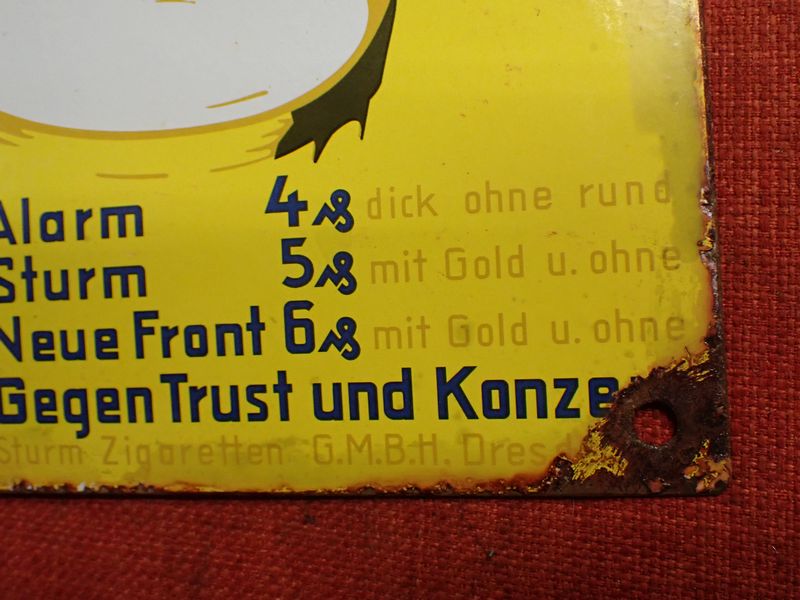 Alarm 4₰ dick ohne rund
Sturm 5₰ mit Gold u. ohne
Neue Front 6₰ mit Gold u. ohne
Gegen Trust und Konze
Sturm Zigaretten G.M.B.H. Dresd